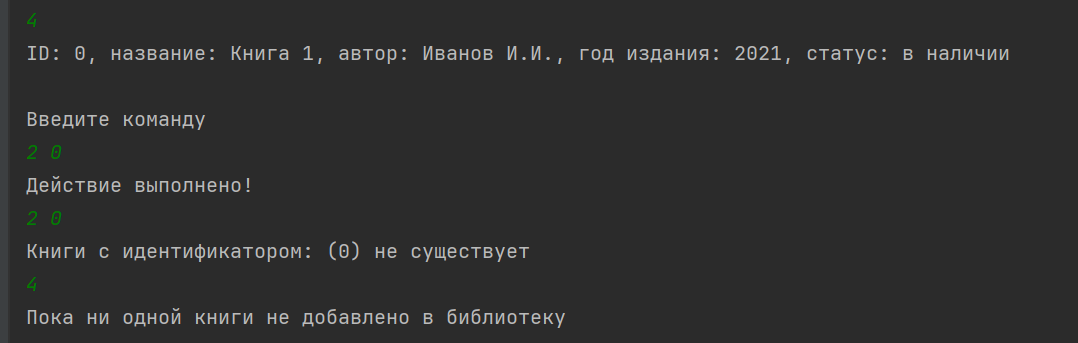 4
ID: 0, название: Книга 1, автор: Иванов И.И., год издания: 2021, статус: в наличии
Введите команду
2 0
Действие выполнено!
2 0
Книги с идентификатором: (0) не существует
4
Пока ни одной книги не добавлено в библиотеку